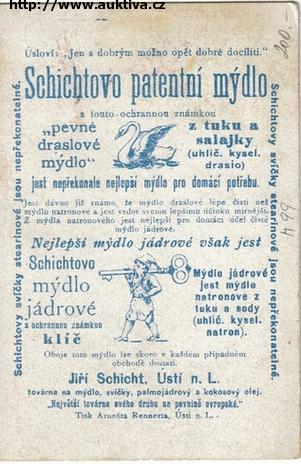 http://www.auktiva.cz
Úsloví: „Jen s dobrým možno opět dobré docíliti."
Schichtovo patentní mýdlo
s touto ochrannou známkou
„pevné
draslové
mýdlo"
z tuku a
salajky
(uhlič. kysel.
drasio)
jest nepřekonale nejlepší mýdlo pro domácí potřebu.
Jest dávno již známo, že mýdlo draslové lépe čistí než
mýdlo natronové a jest vzdor svemu lepšímu účinku mírnější.
Z mýdla natronového jest nejlepší pro domácí účel čisté
mýdlo jádrové.
Nejlepší mýdlo jádrové však jest
Schichtovo
mýdlo
jádrové
s ochrannou známkou
klíč
Mýdlo jádrové
jest mýdlo
natronové z
tuku a sody
(uhlič. kysel.
natron).
Oboje toto mýdlo lze skoro v každém případném
obchodě dostati.
Jiří Schicht, Ústí n. L.
továrna na mýdlo, svíčky, palmojádrový a kokosový olej.
„Největší továrna svého druhu na pevnině evropské."
Tisk Arnošta Rennerta, Ústí n. L.
Schichtovy svíčky stearinové jsou nepřekonatelné.
Schichtovy svíčky stearinové jsou nepřekonatelné.
200.-
499